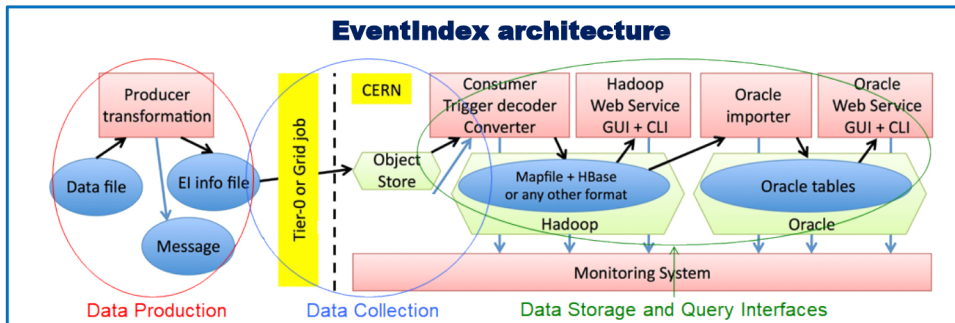 EventIndex architecture
Producer
transformation
Data file
EI info file
Message
Tier-0 or Grid job
CERN
Object
Store
Consumer
Trigger decoder
Converter
Hadoop
Web Service
GUI + CLI
Oracle
importer
Oracle
Web Service
GUI + CLI
Mapfile + HBase
or any other format
Hadoop
Oracle tables
Oracle
Monitoring System
Data Production
Data Collection
Data Storage and Query Interfaces